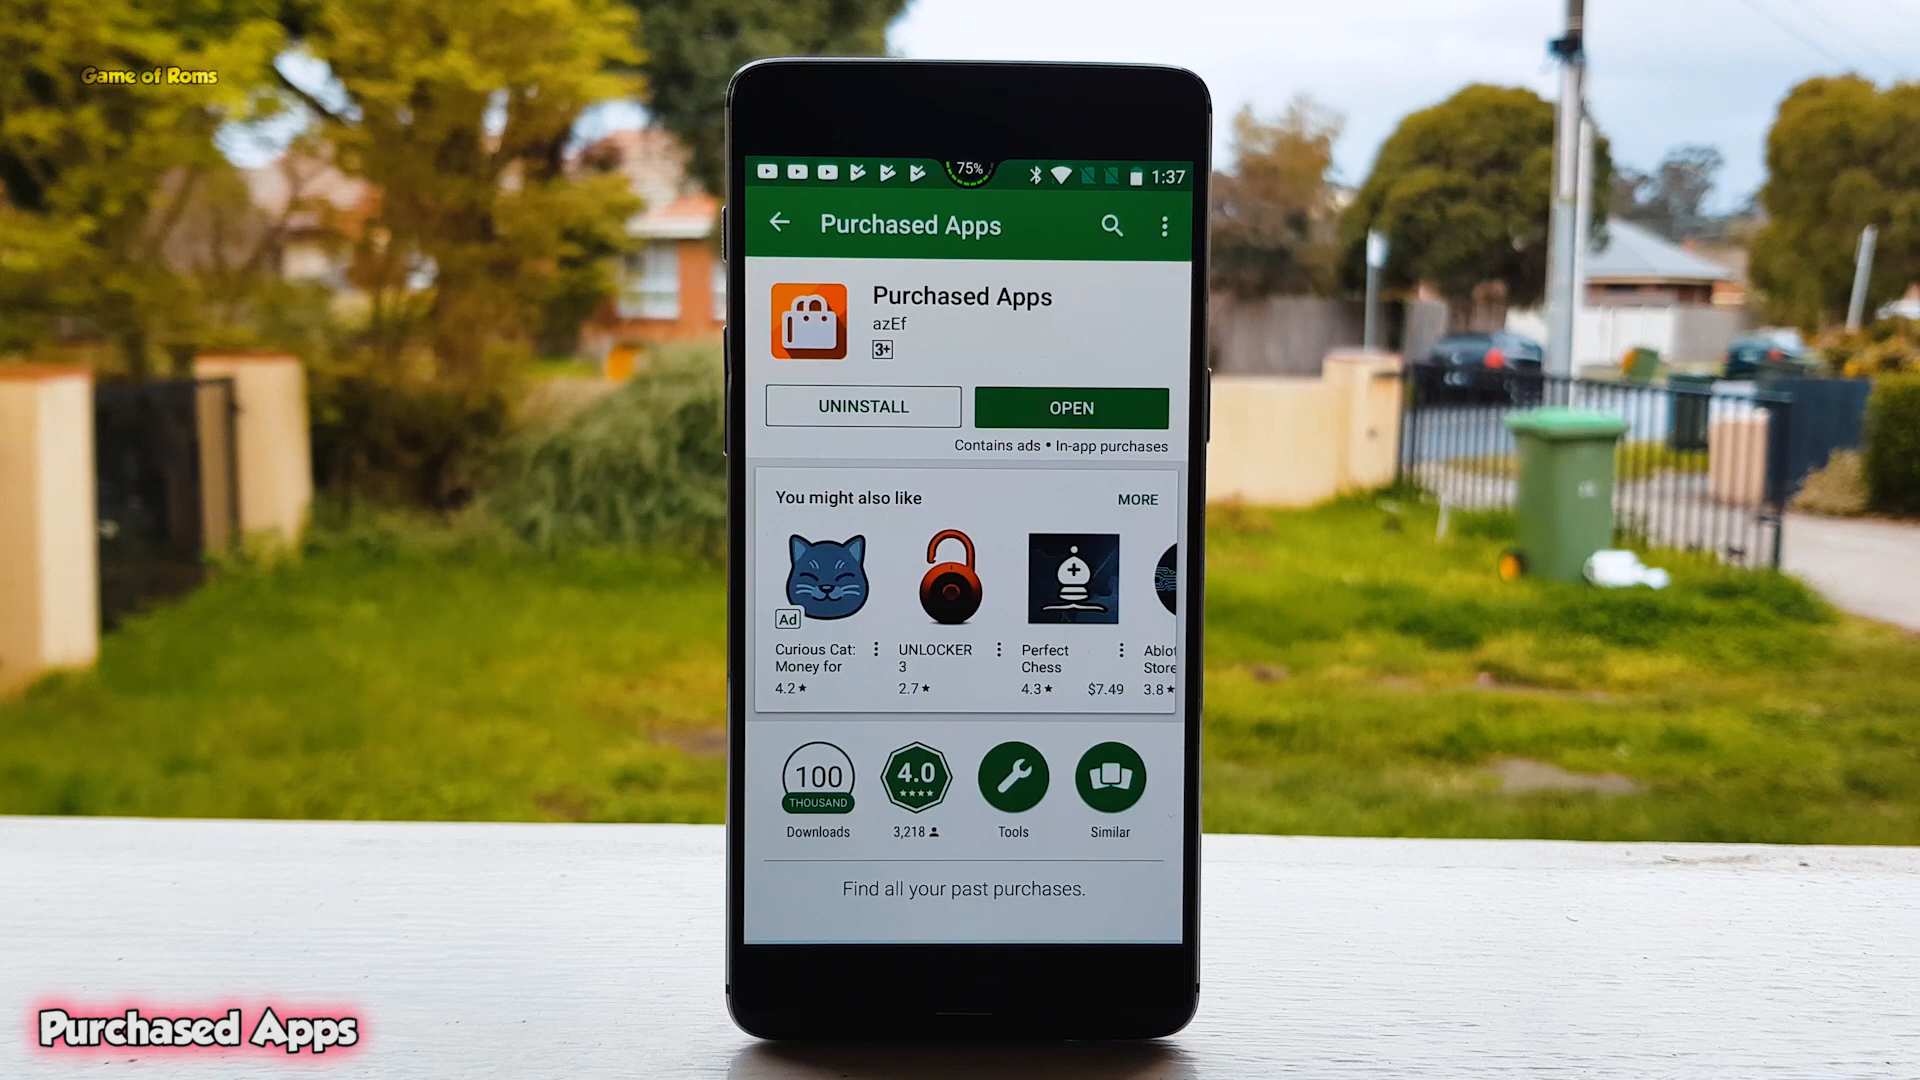 Game of Roms
75%
1:37
Purchased Apps
Purchased Apps
azEf
3+
UNINSTALL
OPEN
Contains ads • In-app purchases
You might also like
MORE
Ad
Curious Cat:
Money for
4.2★
UNLOCKER
3
2.7★
Perfect
Chess
4.3★ $7.49
Store
3.8★
100
THOUSAND
Downloads
4.0
3,218
Tools
Similar
Find all your past purchases.
Purchased Apps